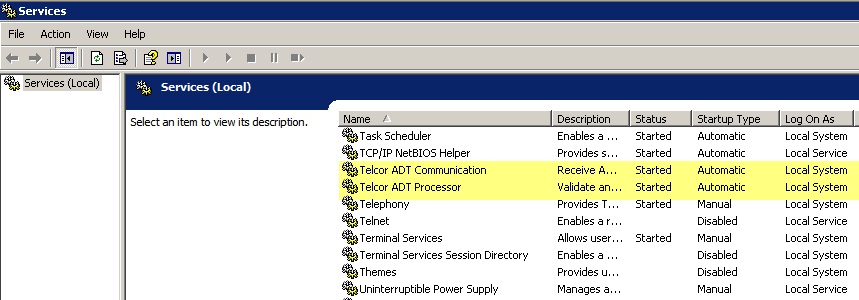 Services
File Action View Help
Services (Local)
Services (Local)
Select an item to view its description.
Name Description Status Startup Type Log On As
Task Scheduler Enables a ... Started Automatic Local System
TCP/IP NetBIOS Helper Provides s... Started Automatic Local Service
Telcor ADT Communication Receive A... Started Automatic Local System
Telcor ADT Processor Validate an... Started Automatic Local System
Telephony Provides T... Started Manual Local System
Telnet Enables a r... Disabled Local Service
Terminal Services Allows user... Started Manual Local System
Terminal Services Session Directory Enables a ... Disabled Local System
Themes Provides u... Disabled Local System
Uninterruptible Power Supply Manages a... Manual Local Service